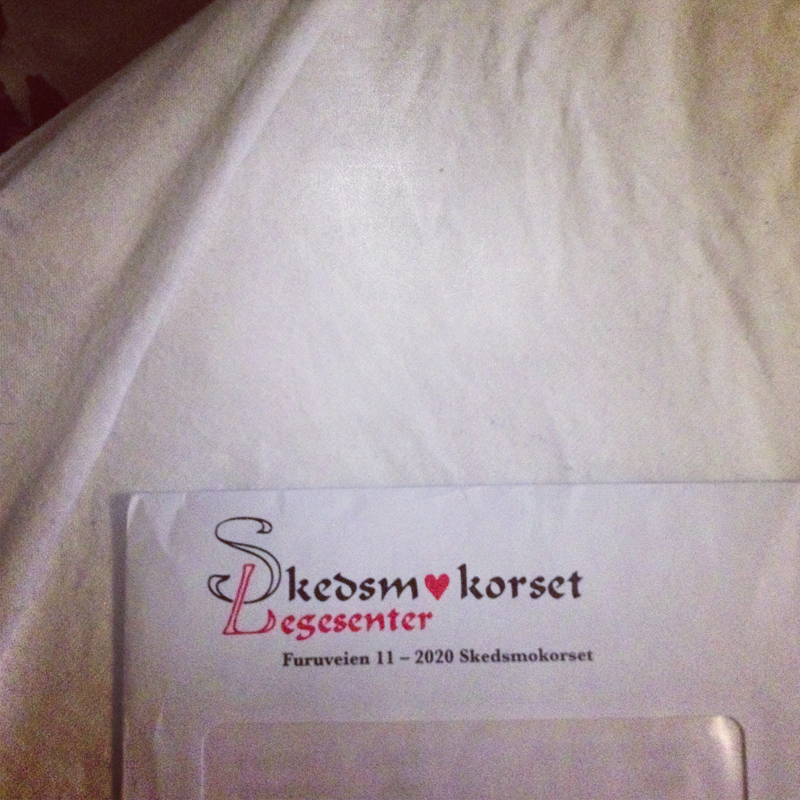 Skedsm♥korset
Legesenter
Furuveien 11 – 2020 Skedsmokorset